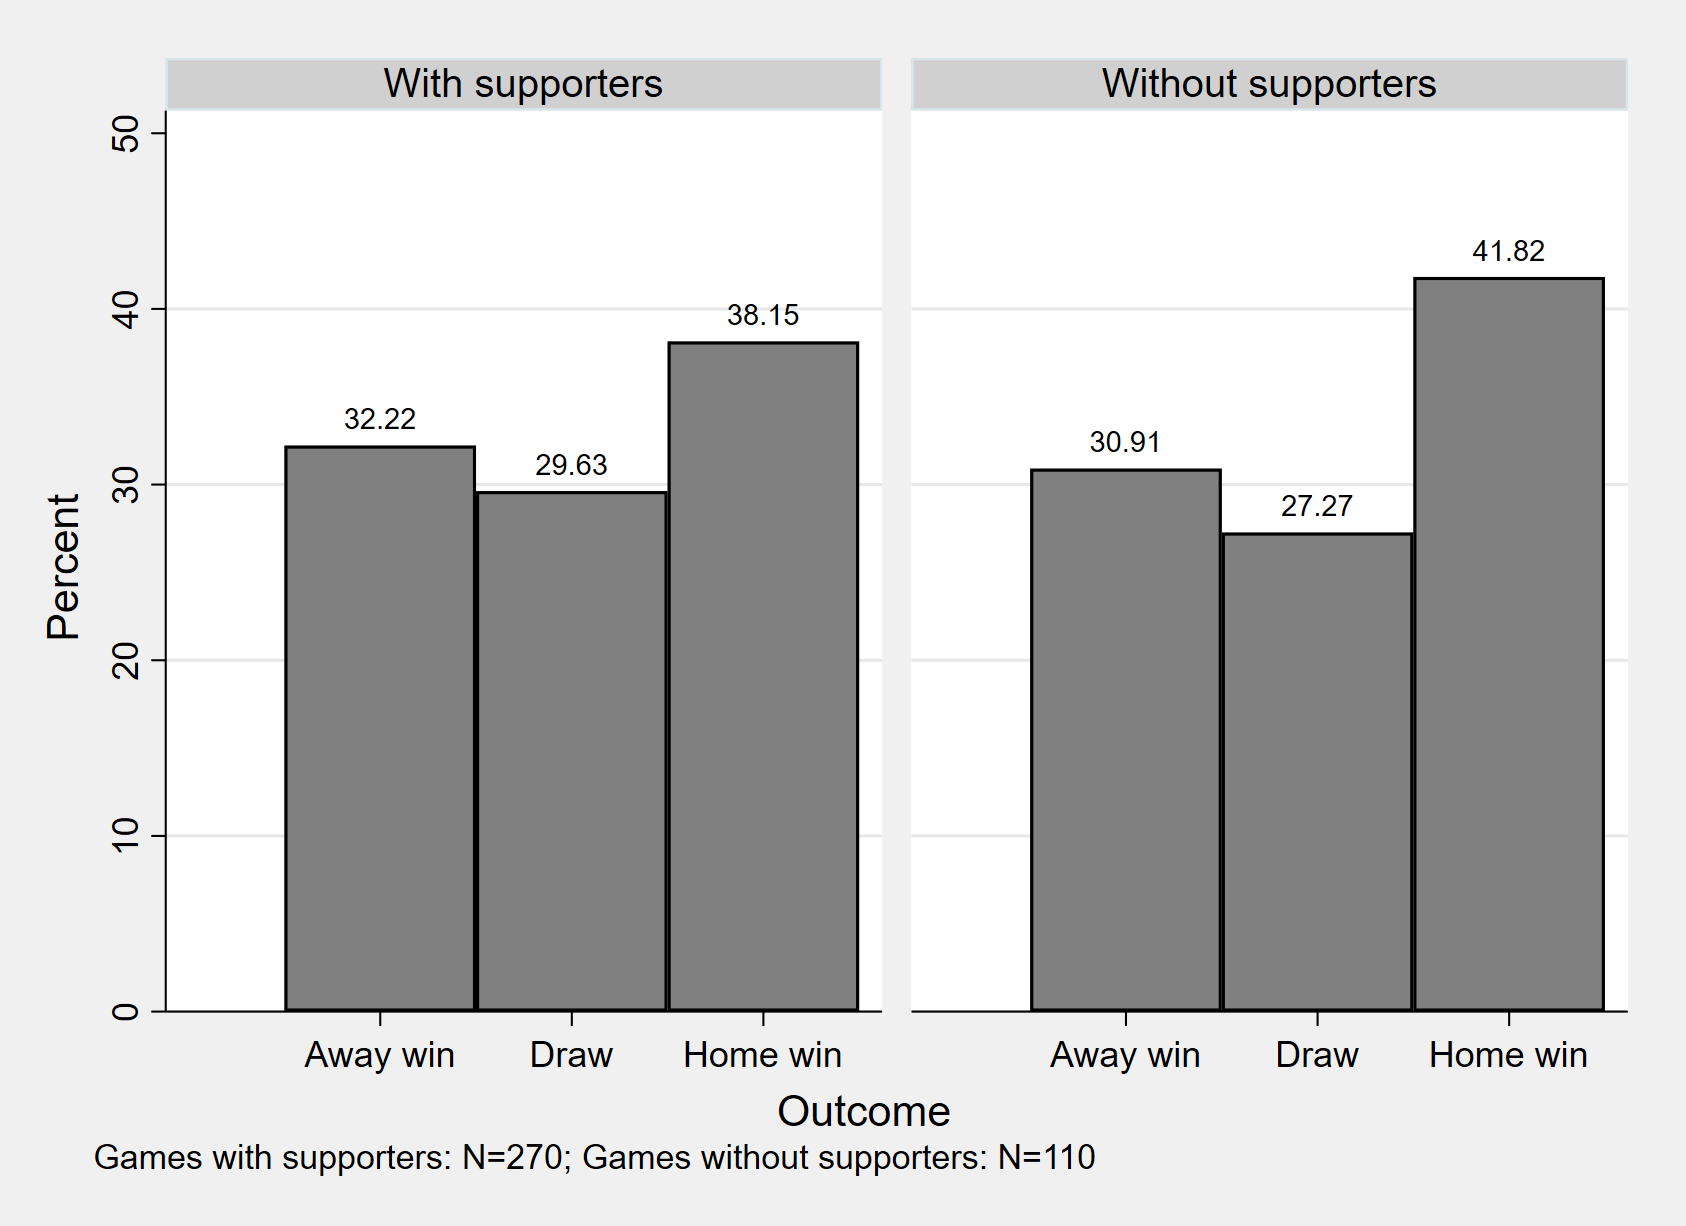 With supporters
Without supporters
50
40
30
20
10
0
Percent
32.22
29.63
38.15
30.91
27.27
41.82
Away win
Draw
Home win
Away win
Draw
Home win
Outcome
Games with supporters: N=270; Games without supporters: N=110